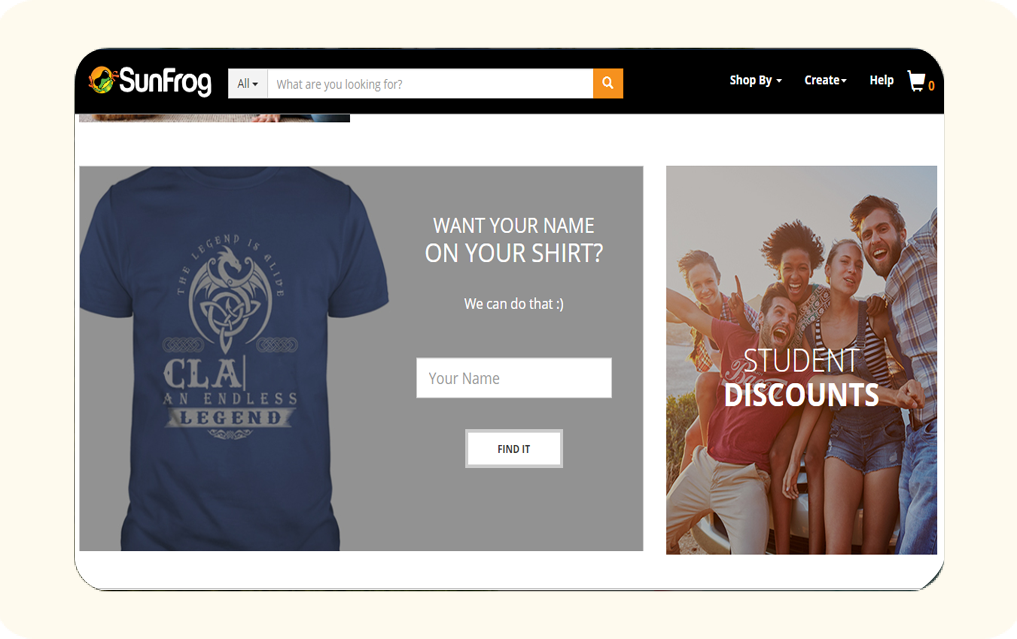 SunFrog
All
What are you looking for?
Shop By
Create
Help
0
THE LEGEND IS ALIVE
CLA
AN ENDLESS
LEGEND
WANT YOUR NAME
ON YOUR SHIRT?
We can do that :)
Your Name
FIND IT
STUDENT
DISCOUNTS